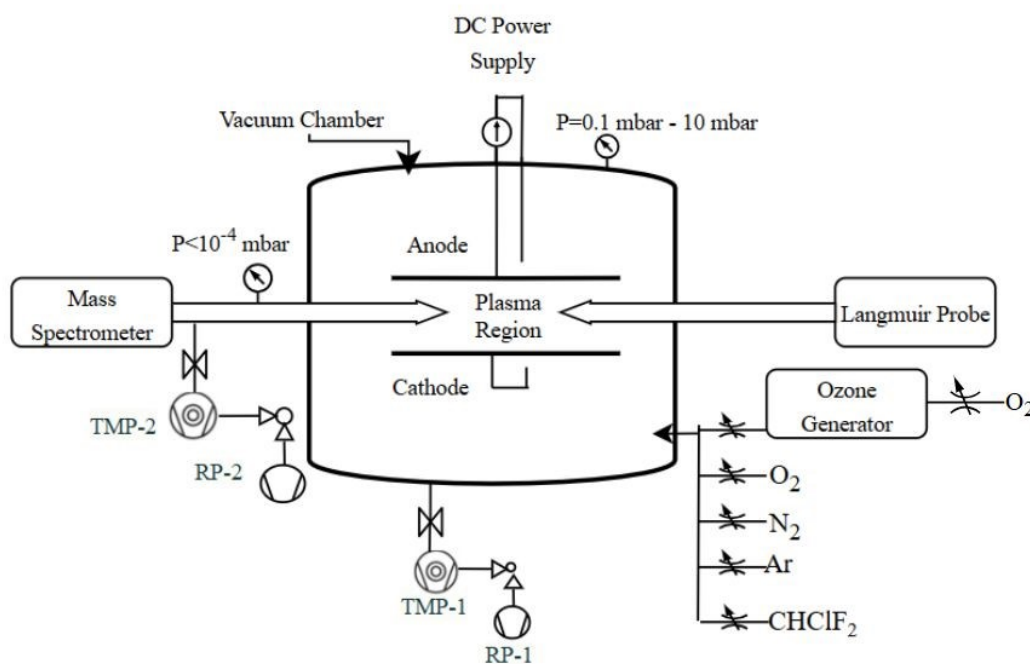 DC Power
Supply
Vacuum Chamber
P=0.1 mbar - 10 mbar
P<10⁻⁴ mbar
Anode
Mass
Spectrometer
Plasma
Region
Langmuir Probe
Cathode
Ozone
Generator
O₂
TMP-2
RP-2
O₂
N₂
Ar
CHClF₂
TMP-1
RP-1